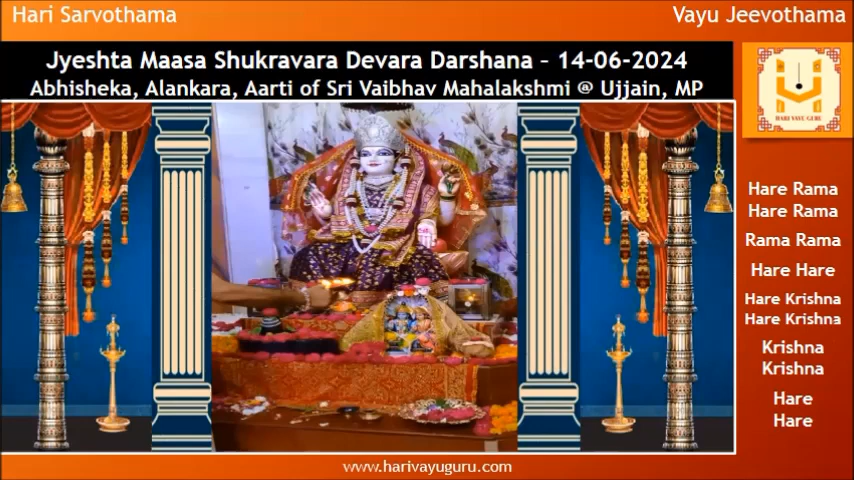 Hari Sarvothama
Vayu Jeevothama
Jyeshta Maasa Shukravara Devara Darshana – 14-06-2024
Abhisheka, Alankara, Aarti of Sri Vaibhav Mahalakshmi @ Ujjain, MP
HARI VAYU GURU
Hare Rama
Hare Rama
Rama Rama
Hare Hare
Hare Krishna
Hare Krishna
Krishna
Krishna
Hare
Hare
www.harivayuguru.com